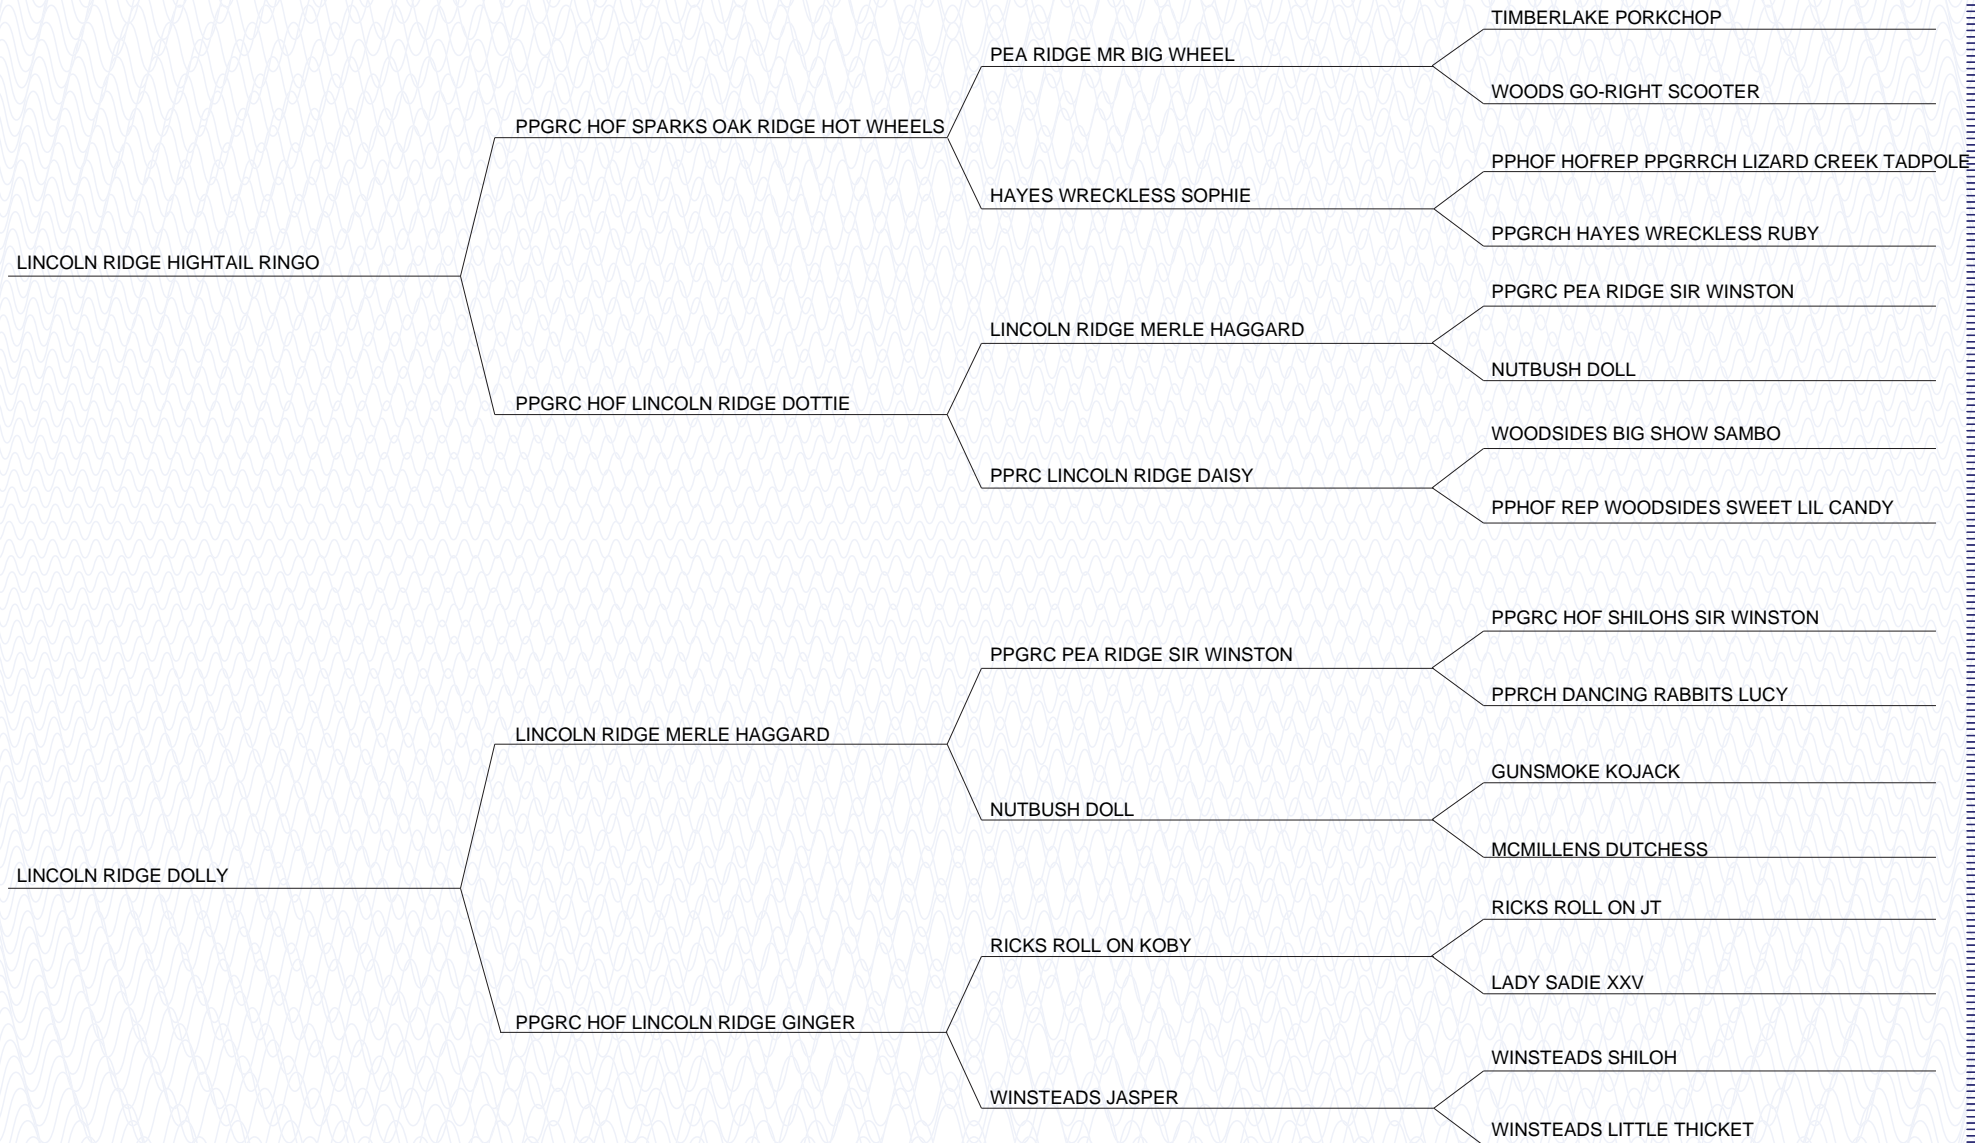 TIMBERLAKE PORKCHOP
PEA RIDGE MR BIG WHEEL
WOODS GO-RIGHT SCOOTER
PPGRC HOF SPARKS OAK RIDGE HOT WHEELS
PPHOF HOFREP PPGRRCH LIZARD CREEK TADPOLE
HAYES WRECKLESS SOPHIE
PPGRCH HAYES WRECKLESS RUBY
LINCOLN RIDGE HIGHTAIL RINGO
PPGRC PEA RIDGE SIR WINSTON
LINCOLN RIDGE MERLE HAGGARD
NUTBUSH DOLL
PPGRC HOF LINCOLN RIDGE DOTTIE
WOODSIDES BIG SHOW SAMBO
PPRC LINCOLN RIDGE DAISY
PPHOF REP WOODSIDES SWEET LIL CANDY
PPGRC HOF SHILOHS SIR WINSTON
PPGRC PEA RIDGE SIR WINSTON
PPRCH DANCING RABBITS LUCY
LINCOLN RIDGE MERLE HAGGARD
GUNSMOKE KOJACK
NUTBUSH DOLL
MCMILLENS DUTCHESS
LINCOLN RIDGE DOLLY
RICKS ROLL ON JT
RICKS ROLL ON KOBY
LADY SADIE XXV
PPGRC HOF LINCOLN RIDGE GINGER
WINSTEADS SHILOH
WINSTEADS JASPER
WINSTEADS LITTLE THICKET